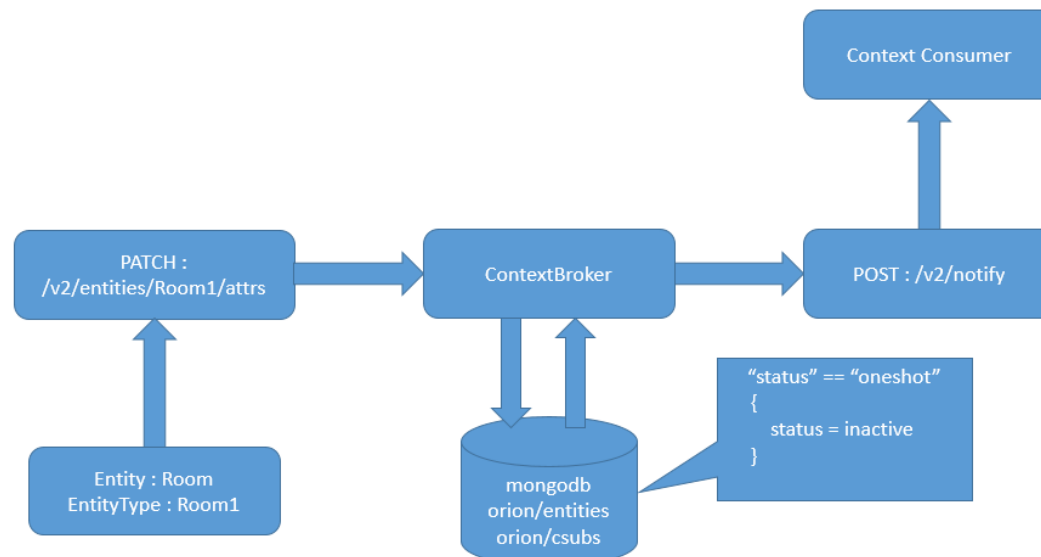 Context Consumer
PATCH :
/v2/entities/Room1/attrs
ContextBroker
POST : /v2/notify
“status” == “oneshot”
{
status = inactive
}
Entity : Room
EntityType : Room1
mongodb
orion/entities
orion/csubs